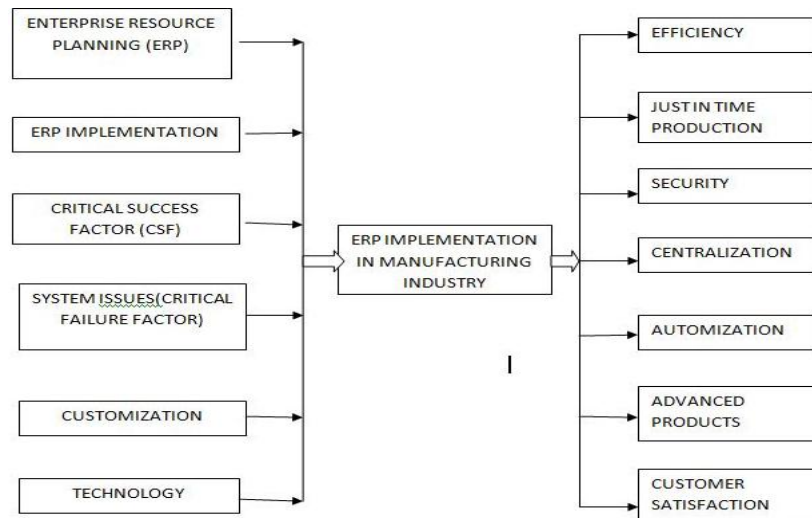 ENTERPRISE RESOURCE
PLANNING (ERP)
ERP IMPLEMENTATION
CRITICAL SUCCESS
FACTOR (CSF)
SYSTEM ISSUES(CRITICAL
FAILURE FACTOR)
CUSTOMIZATION
TECHNOLOGY
ERP IMPLEMENTATION
IN MANUFACTURING
INDUSTRY
EFFICIENCY
JUST IN TIME
PRODUCTION
SECURITY
CENTRALIZATION
AUTOMIZATION
ADVANCED
PRODUCTS
CUSTOMER
SATISFACTION